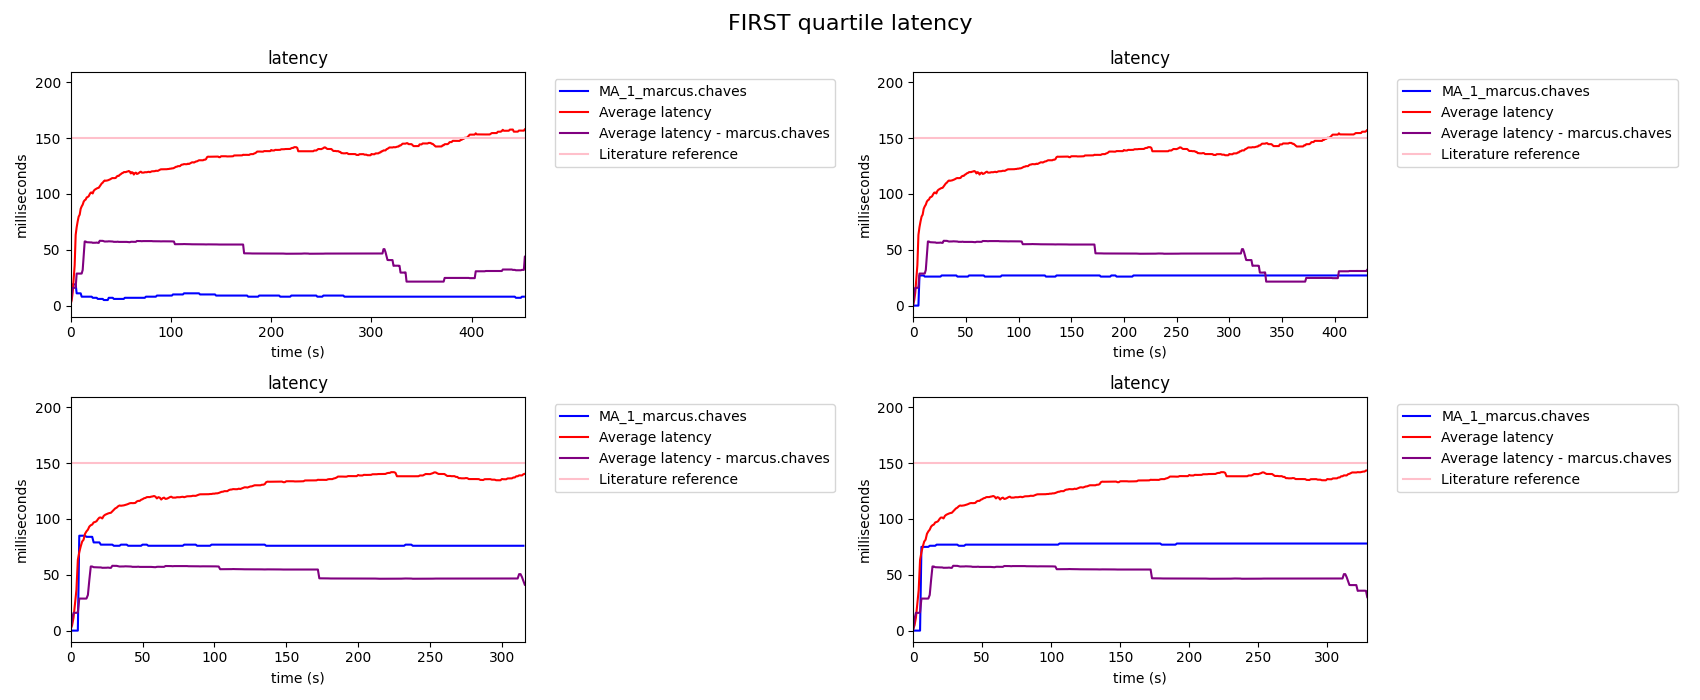 FIRST quartile latency
latency
200
150
100
50
0
milliseconds
0 100 200 300 400
time (s)
MA_1_marcus.chaves
Average latency
Average latency - marcus.chaves
Literature reference
latency
200
150
100
50
0
milliseconds
0 50 100 150 200 250 300 350 400
time (s)
MA_1_marcus.chaves
Average latency
Average latency - marcus.chaves
Literature reference
latency
200
150
100
50
0
milliseconds
0 50 100 150 200 250 300
time (s)
MA_1_marcus.chaves
Average latency
Average latency - marcus.chaves
Literature reference
latency
200
150
100
50
0
milliseconds
0 50 100 150 200 250 300
time (s)
MA_1_marcus.chaves
Average latency
Average latency - marcus.chaves
Literature reference